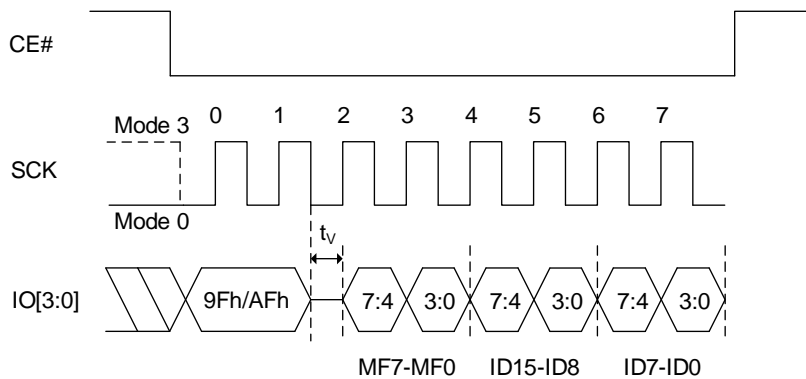 CE#
0 1 2 3 4 5 6 7
Mode 3
SCK
Mode 0
tV
IO[3:0] 9Fh/AFh 7:4 3:0 7:4 3:0 7:4 3:0
MF7-MF0 ID15-ID8 ID7-ID0